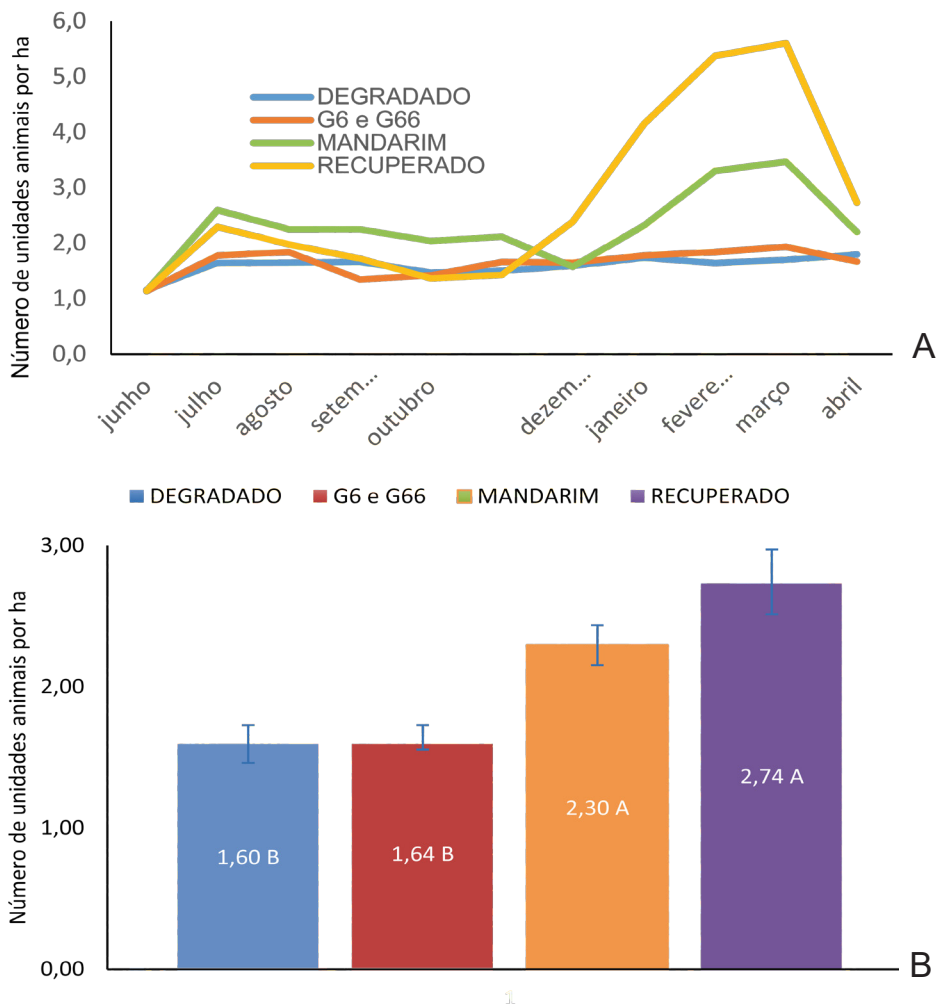 6,0
5,0
4,0
3,0
2,0
1,0
0,0
Número de unidades animais por ha
DEGRADADO
G6 e G66
MANDARIM
RECUPERADO
A
junho
julho
agosto
setem...
outubro
dezem...
janeiro
fevere...
março
abril
DEGRADADO G6 e G66 MANDARIM RECUPERADO
3,00
2,00
1,00
0,00
Número de unidades animais por ha
1,60 B
1,64 B
2,30 A
2,74 A
B
1